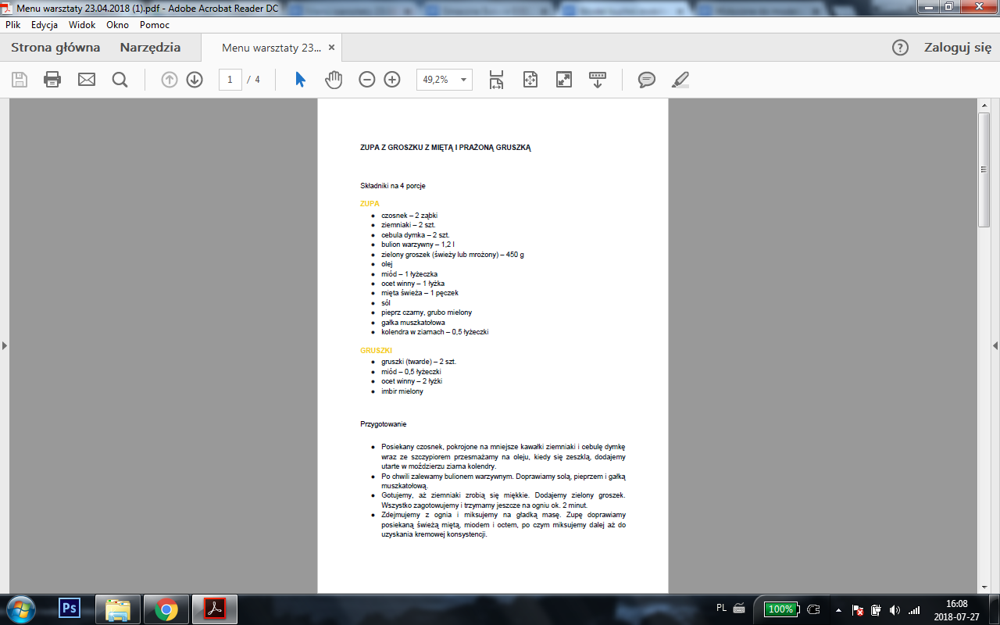 Menu warsztaty 23.04.2018 (1).pdf - Adobe Acrobat Reader DC
Plik Edycja Widok Okno Pomoc
Strona główna Narzędzia Menu warsztaty 23... × ? Zaloguj się
1 / 4 49,2%
ZUPA Z GROSZKU Z MIĘTĄ I PRAŻONĄ GRUSZKĄ
Składniki na 4 porcje
ZUPA
● czosnek – 2 ząbki
● ziemniaki – 2 szt.
● cebula dymka – 2 szt.
● bulion warzywny – 1,2 l
● zielony groszek (świeży lub mrożony) – 450 g
● olej
● miód – 1 łyżeczka
● ocet winny – 1 łyżka
● mięta świeża – 1 pęczek
● sól
● pieprz czarny, grubo mielony
● gałka muszkatołowa
● kolendra w ziarnach – 0,5 łyżeczki
GRUSZKI
● gruszki (twarde) – 2 szt.
● miód – 0,5 łyżeczki
● ocet winny – 2 łyżki
● imbir mielony
Przygotowanie
● Posiekany czosnek, pokrojone na mniejsze kawałki ziemniaki i cebulę dymkę
wraz ze szczypiorem przesmażamy na oleju, kiedy się zeszklą, dodajemy
utarte w moździerzu ziarna kolendry.
● Po chwili zalewamy bulionem warzywnym. Doprawiamy solą, pieprzem i gałką
muszkatołową.
● Gotujemy, aż ziemniaki zrobią się miękkie. Dodajemy zielony groszek.
Wszystko zagotowujemy i trzymamy jeszcze na ogniu ok. 2 minut.
● Zdejmujemy z ognia i miksujemy na gładką masę. Zupę doprawiamy
posiekaną świeżą miętą, miodem i octem, po czym miksujemy dalej aż do
uzyskania kremowej konsystencji.
Ps PL 100% 16:08
2018-07-27